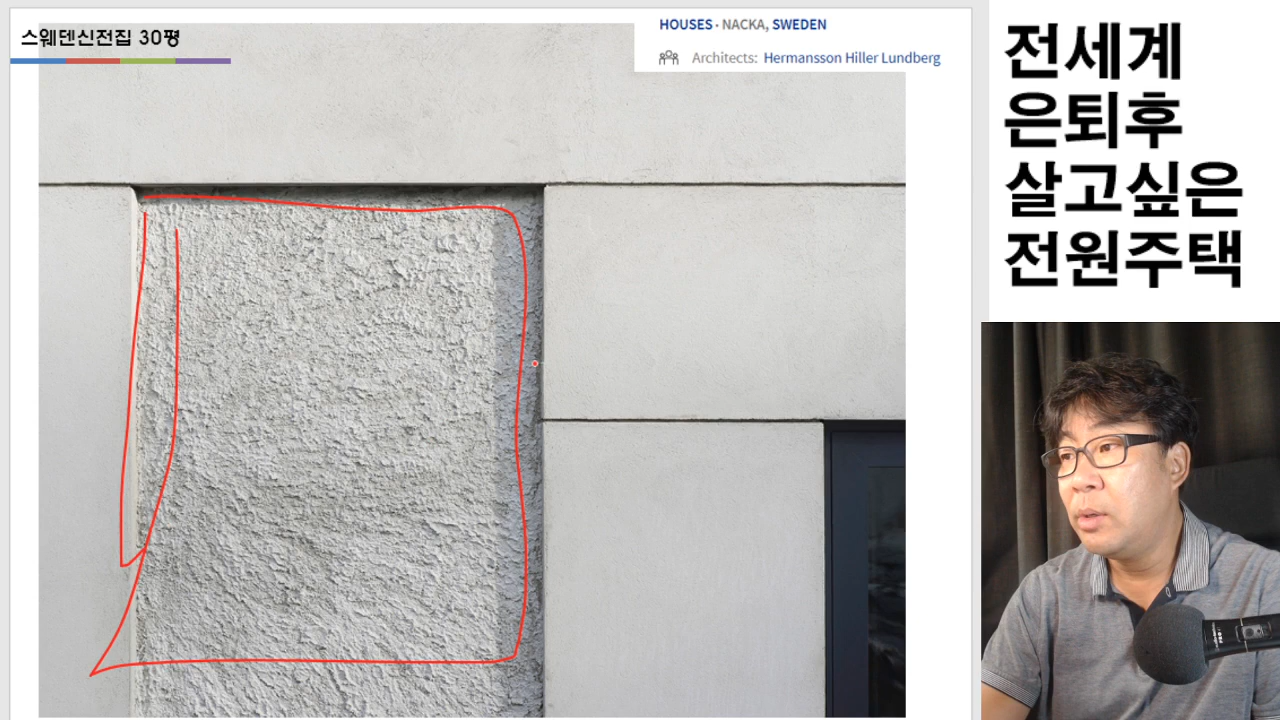 스웨덴신전집 30평
HOUSES · NACKA, SWEDEN
Architects: Hermansson Hiller Lundberg
전세계
은퇴후
살고싶은
전원주택